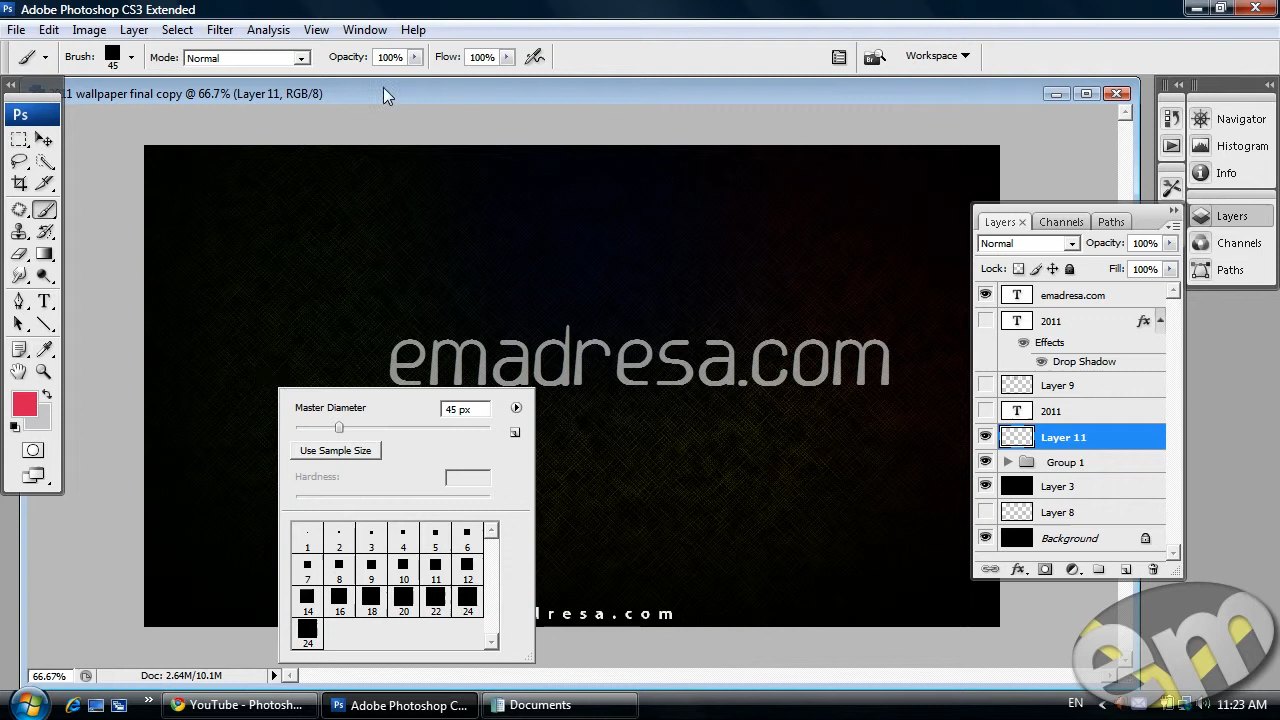 Adobe Photoshop CS3 Extended
File Edit Image Layer Select Filter Analysis View Window Help
Brush: 45 Mode: Normal Opacity: 100% Flow: 100% Workspace
2011 wallpaper final copy @ 66.7% (Layer 11, RGB/8)
Ps
Navigator
Histogram
Info
Layers
Channels
Paths
Layers Channels Paths
Normal Opacity: 100%
Lock: Fill: 100%
T emadresa.com
T 2011 fx
Effects
Drop Shadow
Layer 9
T 2011
Layer 11
Group 1
Layer 3
Layer 8
Background
emadresa.com
Master Diameter 45 px
Use Sample Size
Hardness:
1 2 3 4 5 6
7 8 9 10 11 12
14 16 18 20 22 24
24
dresa.com
66.67% Doc: 2.64M/10.1M
em
YouTube - Photosh... Adobe Photoshop C... Documents EN 11:23 AM